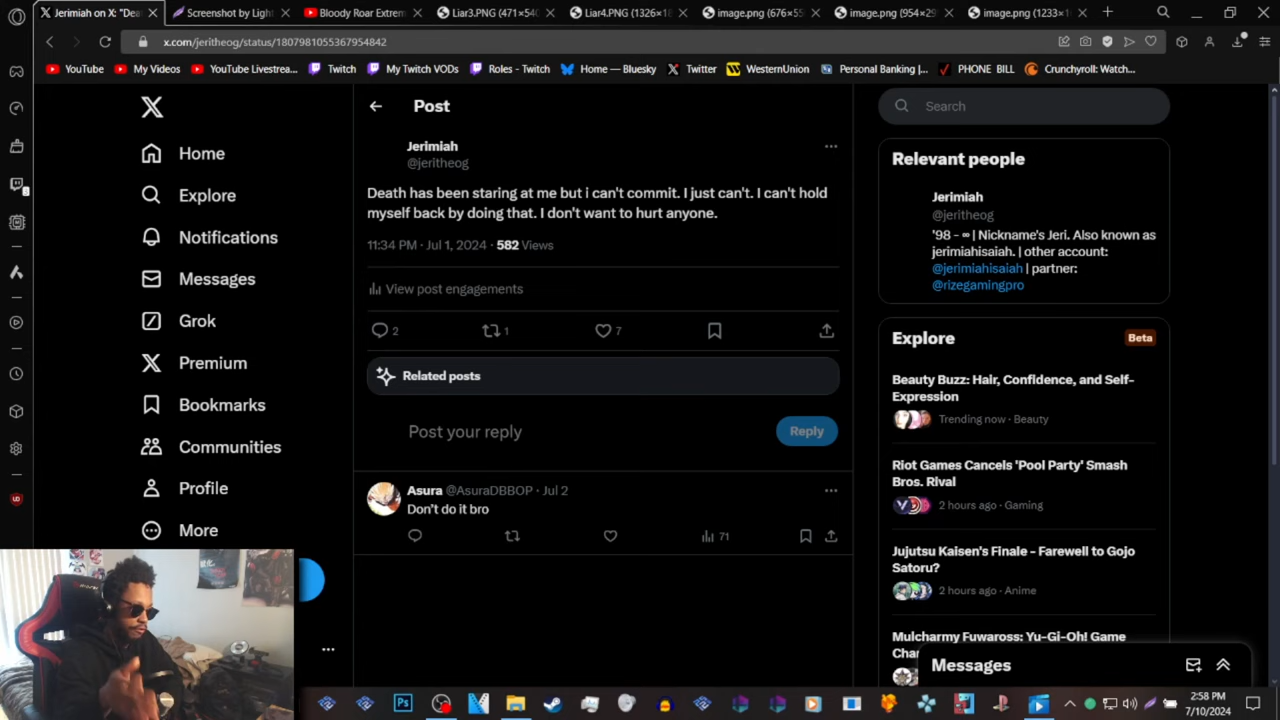 Jerimiah on X: "Deat
Screenshot by Light
Bloody Roar Extrem
Liar3.PNG (471×54
Liar4.PNG (1326×18
image.png (676×55
image.png (954×29
image.png (1233×1
x.com/jeritheog/status/1807981055367954842
YouTube
My Videos
YouTube Livestrea...
Twitch
My Twitch VODs
Roles - Twitch
Home — Bluesky
Twitter
WesternUnion
Personal Banking |...
PHONE BILL
Crunchyroll: Watch...
Home
Explore
Notifications
Messages
Grok
Premium
Bookmarks
Communities
Profile
More
Post
Jerimiah
@jeritheog
Death has been staring at me but i can't commit. I just can't. I can't hold
myself back by doing that. I don't want to hurt anyone.
11:34 PM · Jul 1, 2024 · 582 Views
View post engagements
2
1
7
Related posts
Post your reply
Reply
Asura @AsuraDBBOP · Jul 2
Don't do it bro
71
Search
Relevant people
Jerimiah
@jeritheog
'98 - ∞ | Nickname's Jeri. Also known as
jerimiahisaiah. | other account:
@jerimiahisaiah | partner:
@rizegamingpro
Explore
Beta
Beauty Buzz: Hair, Confidence, and Self-
Expression
Trending now · Beauty
Riot Games Cancels 'Pool Party' Smash
Bros. Rival
2 hours ago · Gaming
Jujutsu Kaisen's Finale - Farewell to Gojo
Satoru?
2 hours ago · Anime
Mulcharmy Fuwaross: Yu-Gi-Oh! Game
Messages
2:58 PM
7/10/2024